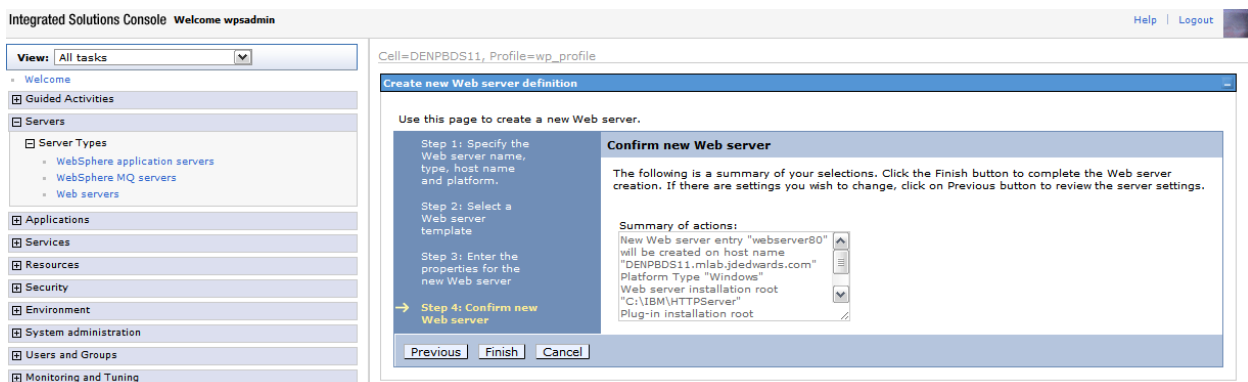 Integrated Solutions Console Welcome wpsadmin
Help | Logout
View: All tasks
Welcome
Guided Activities
Servers
Server Types
WebSphere application servers
WebSphere MQ servers
Web servers
Applications
Services
Resources
Security
Environment
System administration
Users and Groups
Monitoring and Tuning
Cell=DENPBDS11, Profile=wp_profile
Create new Web server definition
Use this page to create a new Web server.
Step 1: Specify the
Web server name,
type, host name
and platform.
Step 2: Select a
Web server
template
Step 3: Enter the
properties for the
new Web server
Step 4: Confirm new
Web server
Confirm new Web server
The following is a summary of your selections. Click the Finish button to complete the Web server
creation. If there are settings you wish to change, click on Previous button to review the server settings.
Summary of actions:
New Web server entry "webserver80"
will be created on host name
"DENPBDS11.mlab.jdedwards.com"
Platform Type "Windows"
Web server installation root
"C:\IBM\HTTPServer"
Plug-in installation root
Previous Finish Cancel